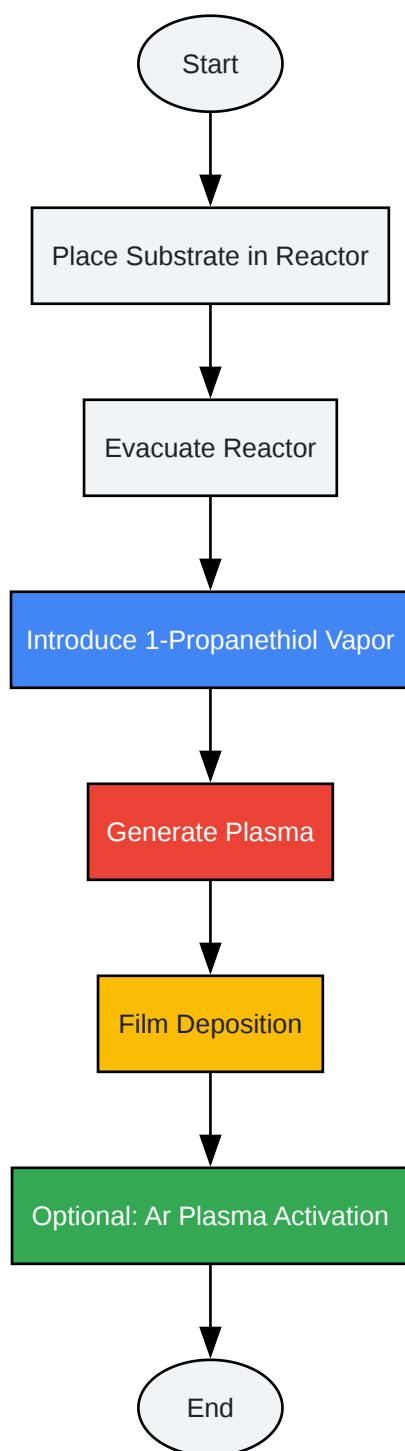 Start
Place Substrate in Reactor
Evacuate Reactor
Introduce 1-Propanethiol Vapor
Generate Plasma
Film Deposition
Optional: Ar Plasma Activation
End